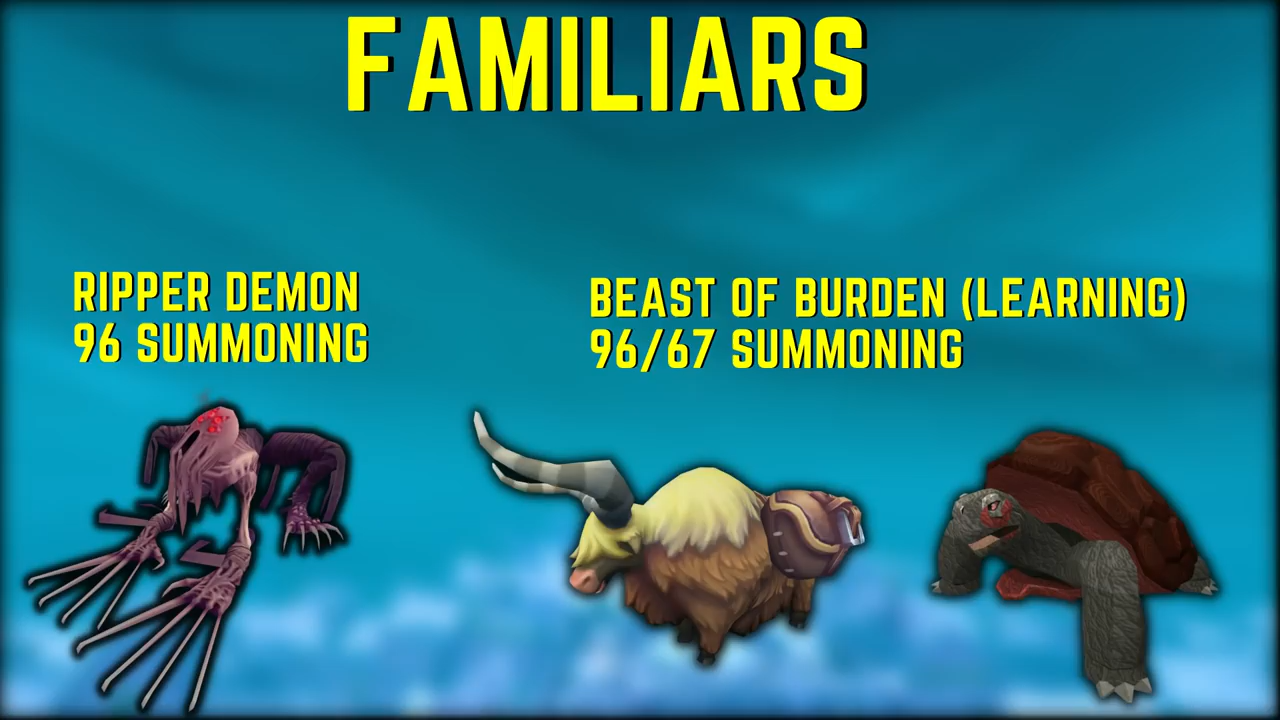 FAMILIARS
RIPPER DEMON
96 SUMMONING
BEAST OF BURDEN (LEARNING)
96/67 SUMMONING